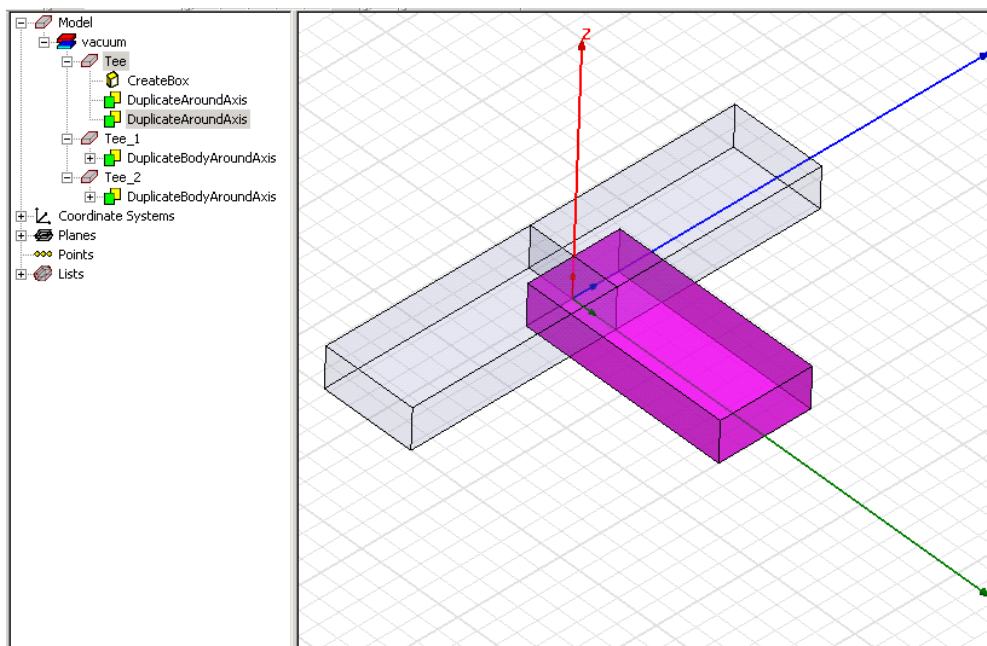 Model
vacuum
Tee
CreateBox
DuplicateAroundAxis
DuplicateAroundAxis
Tee_1
DuplicateBodyAroundAxis
Tee_2
DuplicateBodyAroundAxis
Coordinate Systems
Planes
Points
Lists
Z